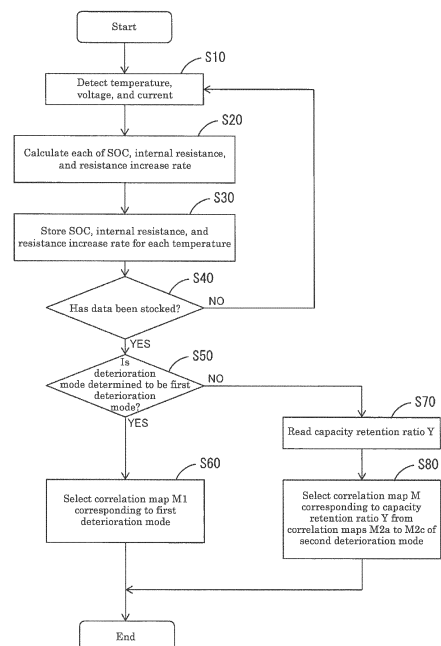 Start
S10
Detect temperature,
voltage, and current
S20
Calculate each of SOC, internal resistance,
and resistance increase rate
S30
Store SOC, internal resistance, and
resistance increase rate for each temperature
S40
Has data been stocked?
NO
YES
S50
Is
deterioration
mode determined to be first
deterioration
mode?
NO
YES
S70
Read capacity retention ratio Y
S60
Select correlation map M1
corresponding to first
deterioration mode
S80
Select correlation map M
corresponding to capacity
retention ratio Y from
correlation maps M2a to M2c of
second deterioration mode
End